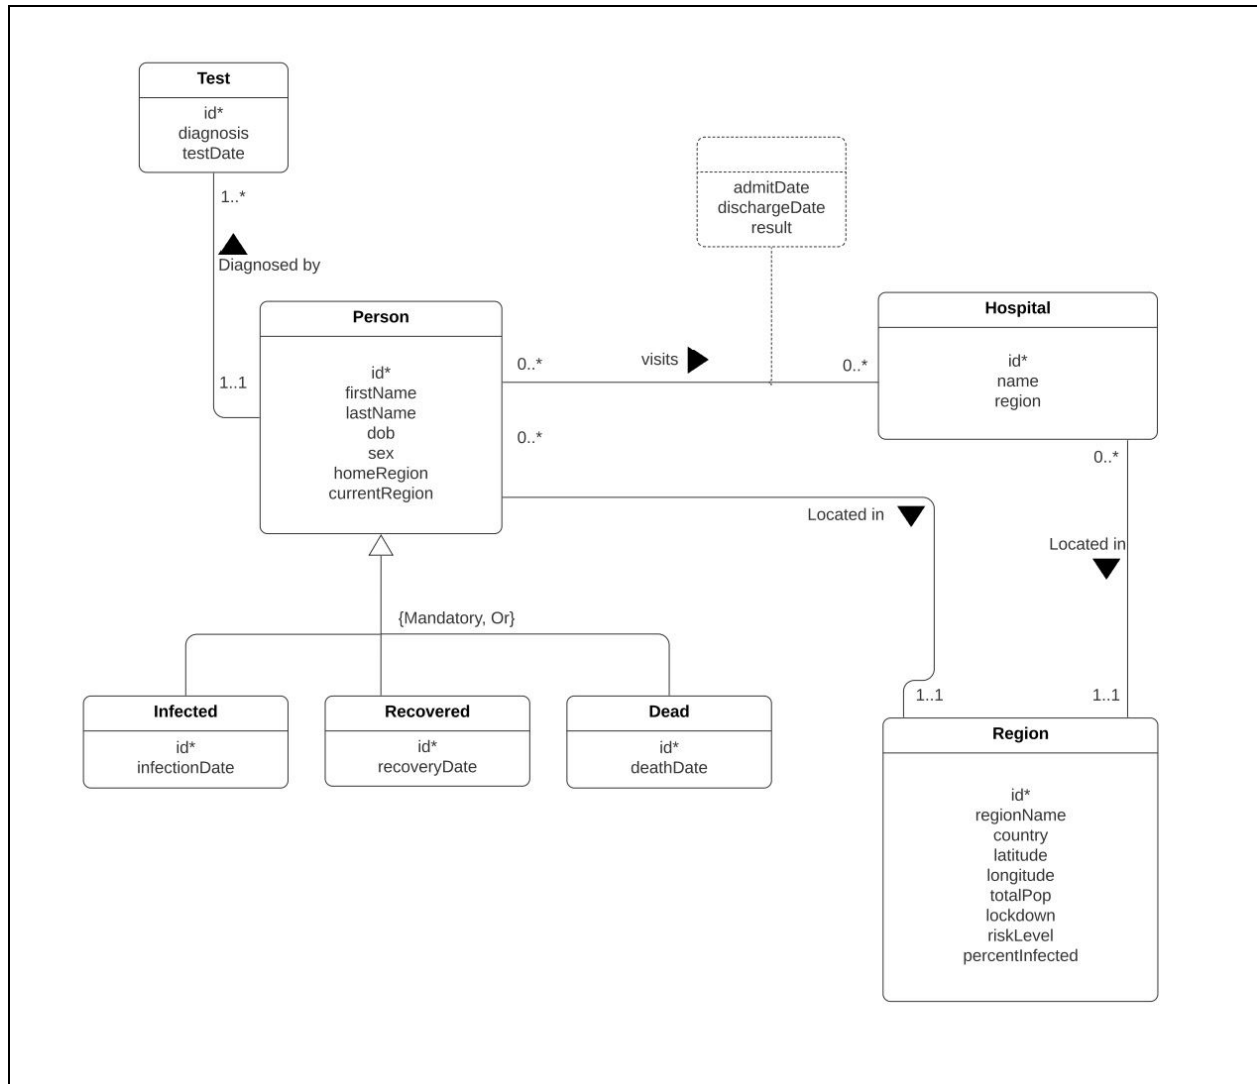 Test
id*
diagnosis
testDate
1..*
Diagnosed by
1..1
admitDate
dischargeDate
result
Person
id*
firstName
lastName
dob
sex
homeRegion
currentRegion
0..*
visits
0..*
0..*
Hospital
id*
name
region
0..*
Located in
Located in
{Mandatory, Or}
1..1
1..1
Infected
id*
infectionDate
Recovered
id*
recoveryDate
Dead
id*
deathDate
Region
id*
regionName
country
latitude
longitude
totalPop
lockdown
riskLevel
percentInfected